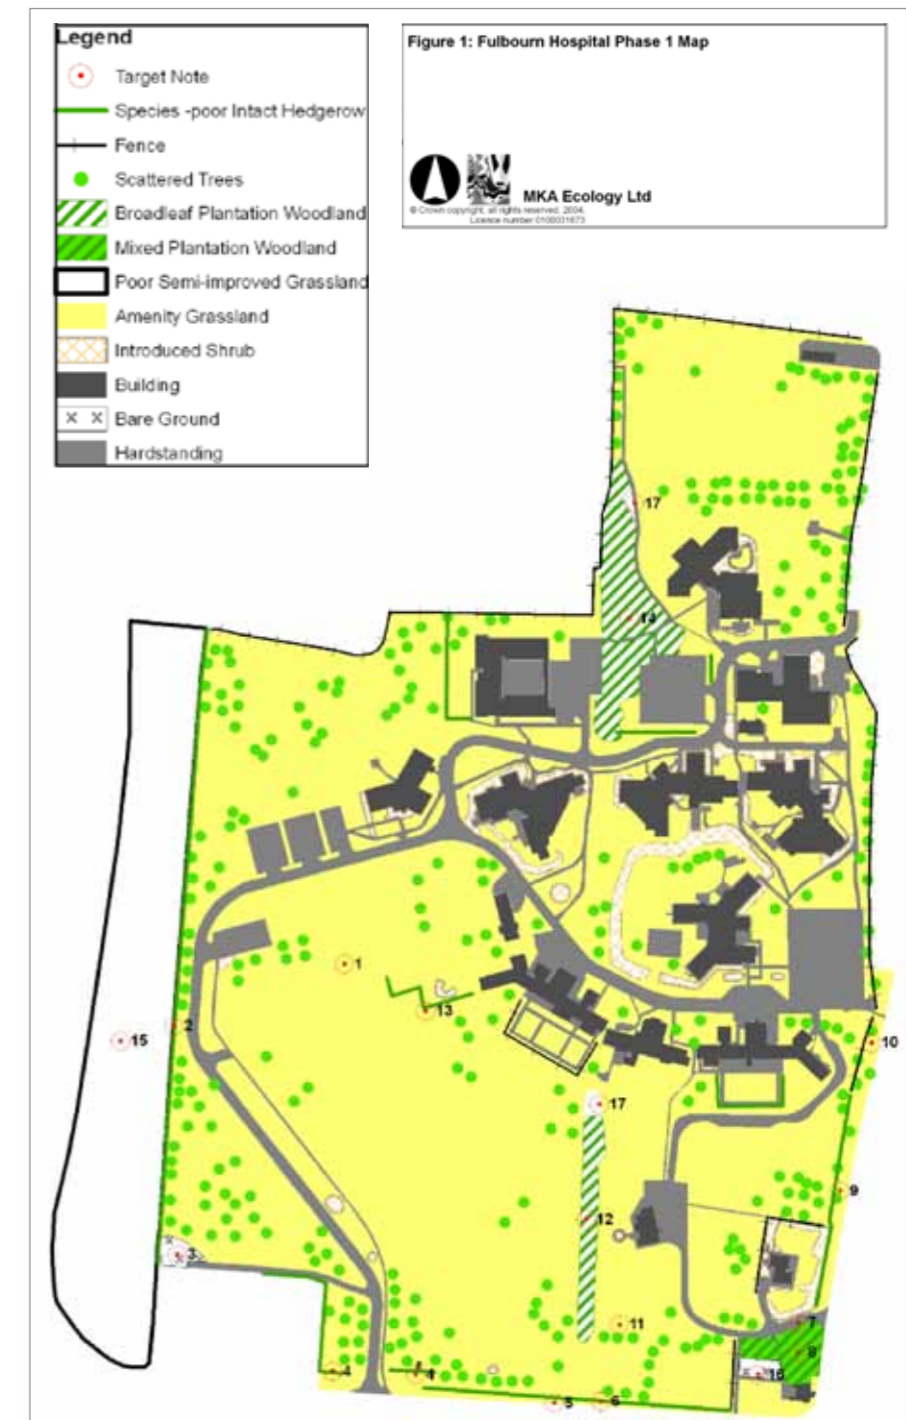 Legend
Target Note
Species -poor Intact Hedgerow
Fence
Scattered Trees
Broadleaf Plantation Woodland
Mixed Plantation Woodland
Poor Semi-improved Grassland
Amenity Grassland
Introduced Shrub
Building
x x Bare Ground
Hardstanding
Figure 1: Fulbourn Hospital Phase 1 Map
MKA Ecology Ltd
© Crown copyright, all rights reserved, 2004.
Licence number 0100031673
17
14
1
13
2
15
10
17
9
12
3
11
7
8
4
4
16
5
6